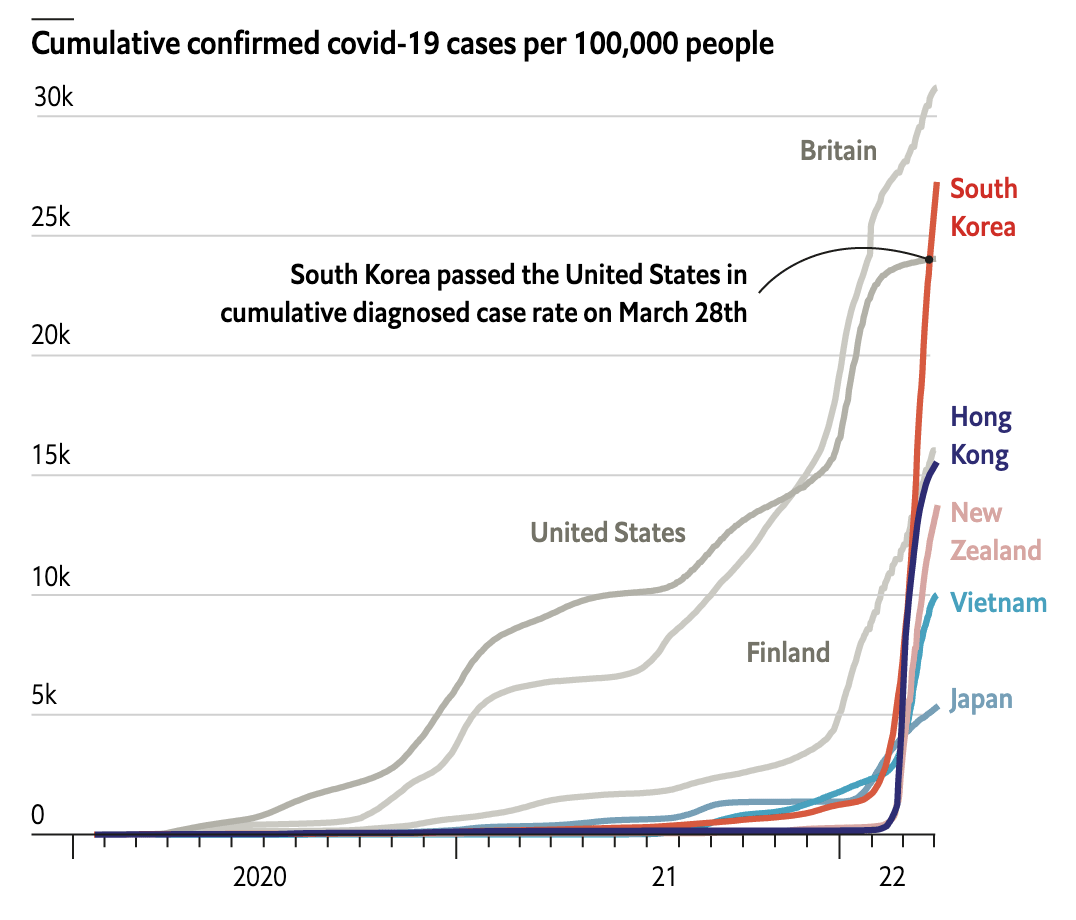 Cumulative confirmed covid-19 cases per 100,000 people
30k
Britain
South
Korea
25k
South Korea passed the United States in
cumulative diagnosed case rate on March 28th
20k
Hong
Kong
15k
New
Zealand
United States
10k
Vietnam
Finland
5k
Japan
0
2020
21
22